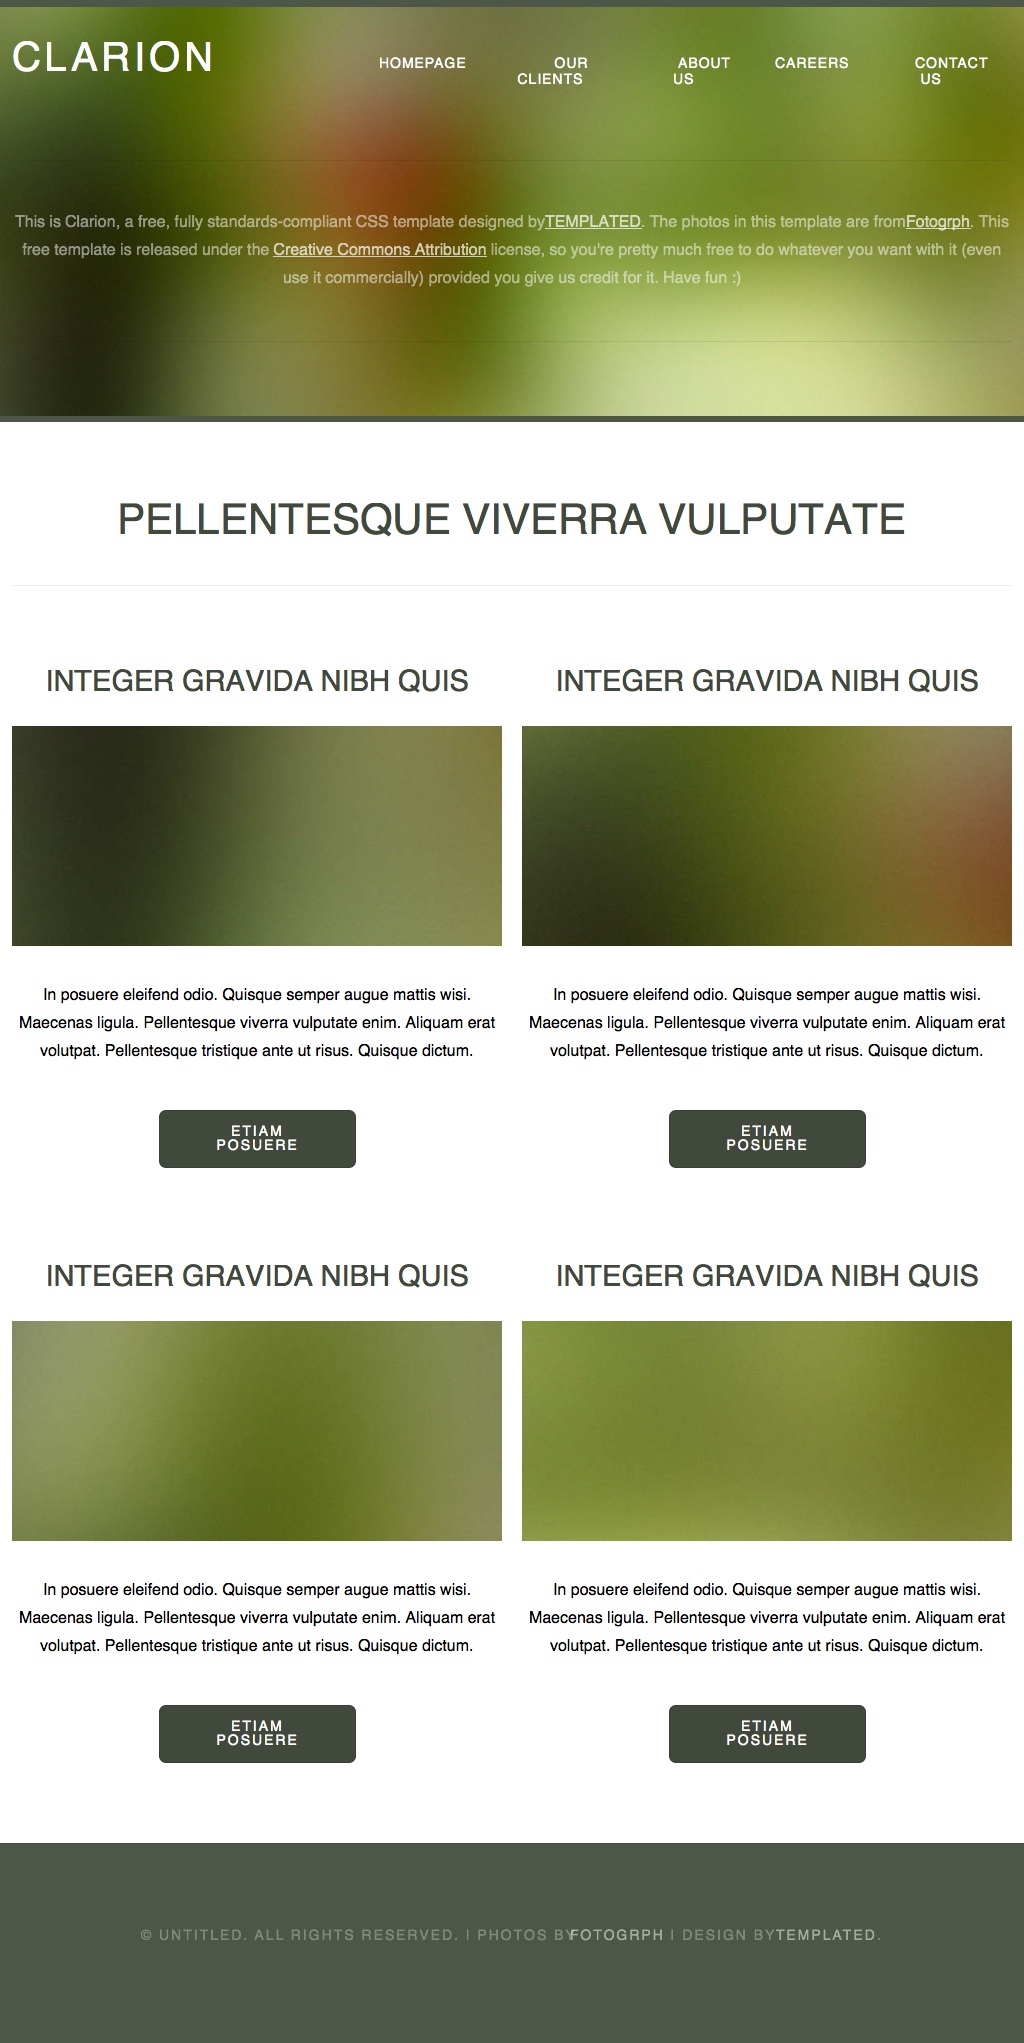 CLARION
HOMEPAGE
OUR
CLIENTS
ABOUT
US
CAREERS
CONTACT
US
This is Clarion, a free, fully standards-compliant CSS template designed byTEMPLATED. The photos in this template are fromFotogrph. This
free template is released under the Creative Commons Attribution license, so you're pretty much free to do whatever you want with it (even
use it commercially) provided you give us credit for it. Have fun :)
PELLENTESQUE VIVERRA VULPUTATE
INTEGER GRAVIDA NIBH QUIS
In posuere eleifend odio. Quisque semper augue mattis wisi.
Maecenas ligula. Pellentesque viverra vulputate enim. Aliquam erat
volutpat. Pellentesque tristique ante ut risus. Quisque dictum.
ETIAM
POSUERE
INTEGER GRAVIDA NIBH QUIS
In posuere eleifend odio. Quisque semper augue mattis wisi.
Maecenas ligula. Pellentesque viverra vulputate enim. Aliquam erat
volutpat. Pellentesque tristique ante ut risus. Quisque dictum.
ETIAM
POSUERE
INTEGER GRAVIDA NIBH QUIS
In posuere eleifend odio. Quisque semper augue mattis wisi.
Maecenas ligula. Pellentesque viverra vulputate enim. Aliquam erat
volutpat. Pellentesque tristique ante ut risus. Quisque dictum.
ETIAM
POSUERE
INTEGER GRAVIDA NIBH QUIS
In posuere eleifend odio. Quisque semper augue mattis wisi.
Maecenas ligula. Pellentesque viverra vulputate enim. Aliquam erat
volutpat. Pellentesque tristique ante ut risus. Quisque dictum.
ETIAM
POSUERE
© UNTITLED. ALL RIGHTS RESERVED. | PHOTOS BYFOTOGRPH | DESIGN BYTEMPLATED.